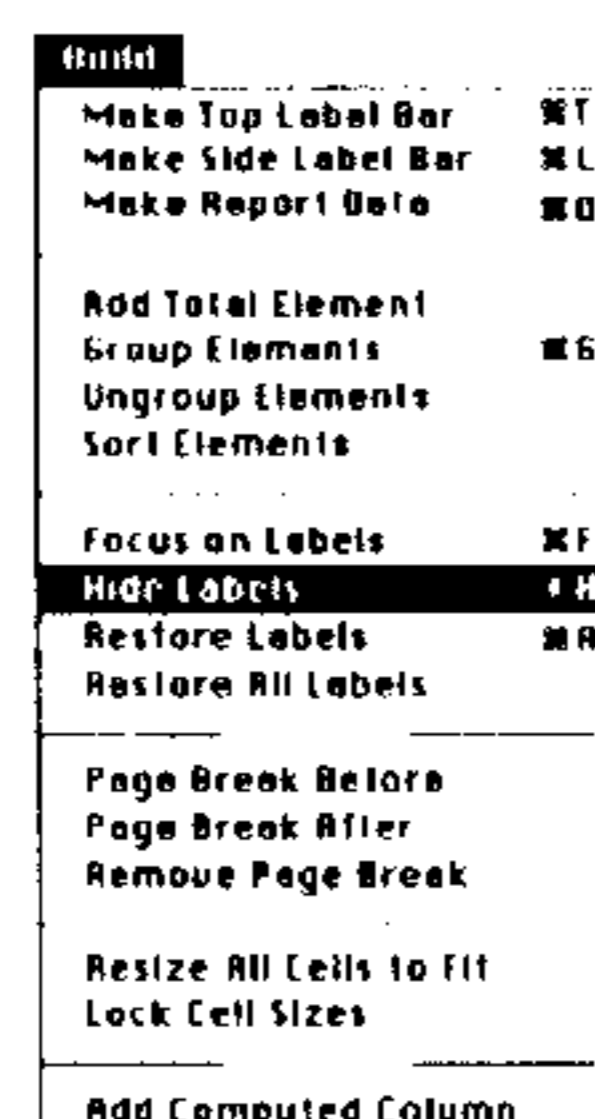 Build
Make Top Label Bar ⌘T
Make Side Label Bar ⌘L
Make Report Data ⌘D
Add Total Element
Group Elements ⌘G
Ungroup Elements
Sort Elements
Focus on Labels ⌘F
Hide Labels ⌘H
Restore Labels ⌘R
Restore All Labels
Page Break Before
Page Break After
Remove Page Break
Resize All Cells to Fit
Lock Cell Sizes
Add Computed Column